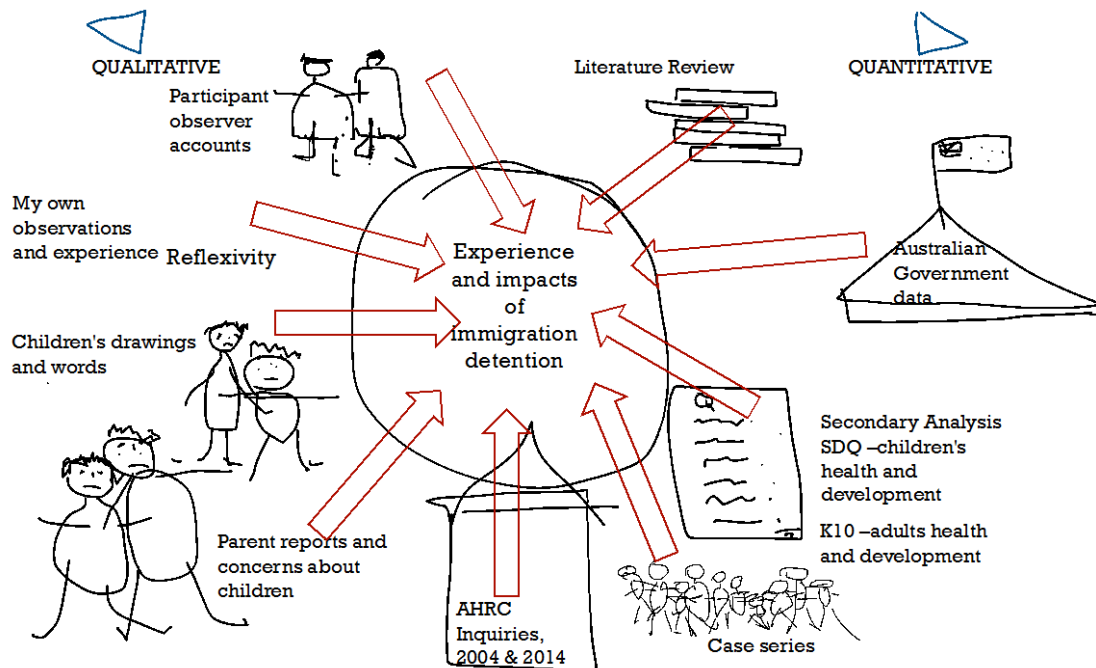 QUALITATIVE
Participant
observer
accounts
Literature Review
QUANTITATIVE
My own
observations
and experience
Reflexivity
Experience
and impacts
of
immigration
detention
Australian
Government
data
Children's drawings
and words
Secondary Analysis
SDQ –children's
health and
development
K10 –adults health
and development
Parent reports and
concerns about
children
AHRC
Inquiries,
2004 & 2014
Case series